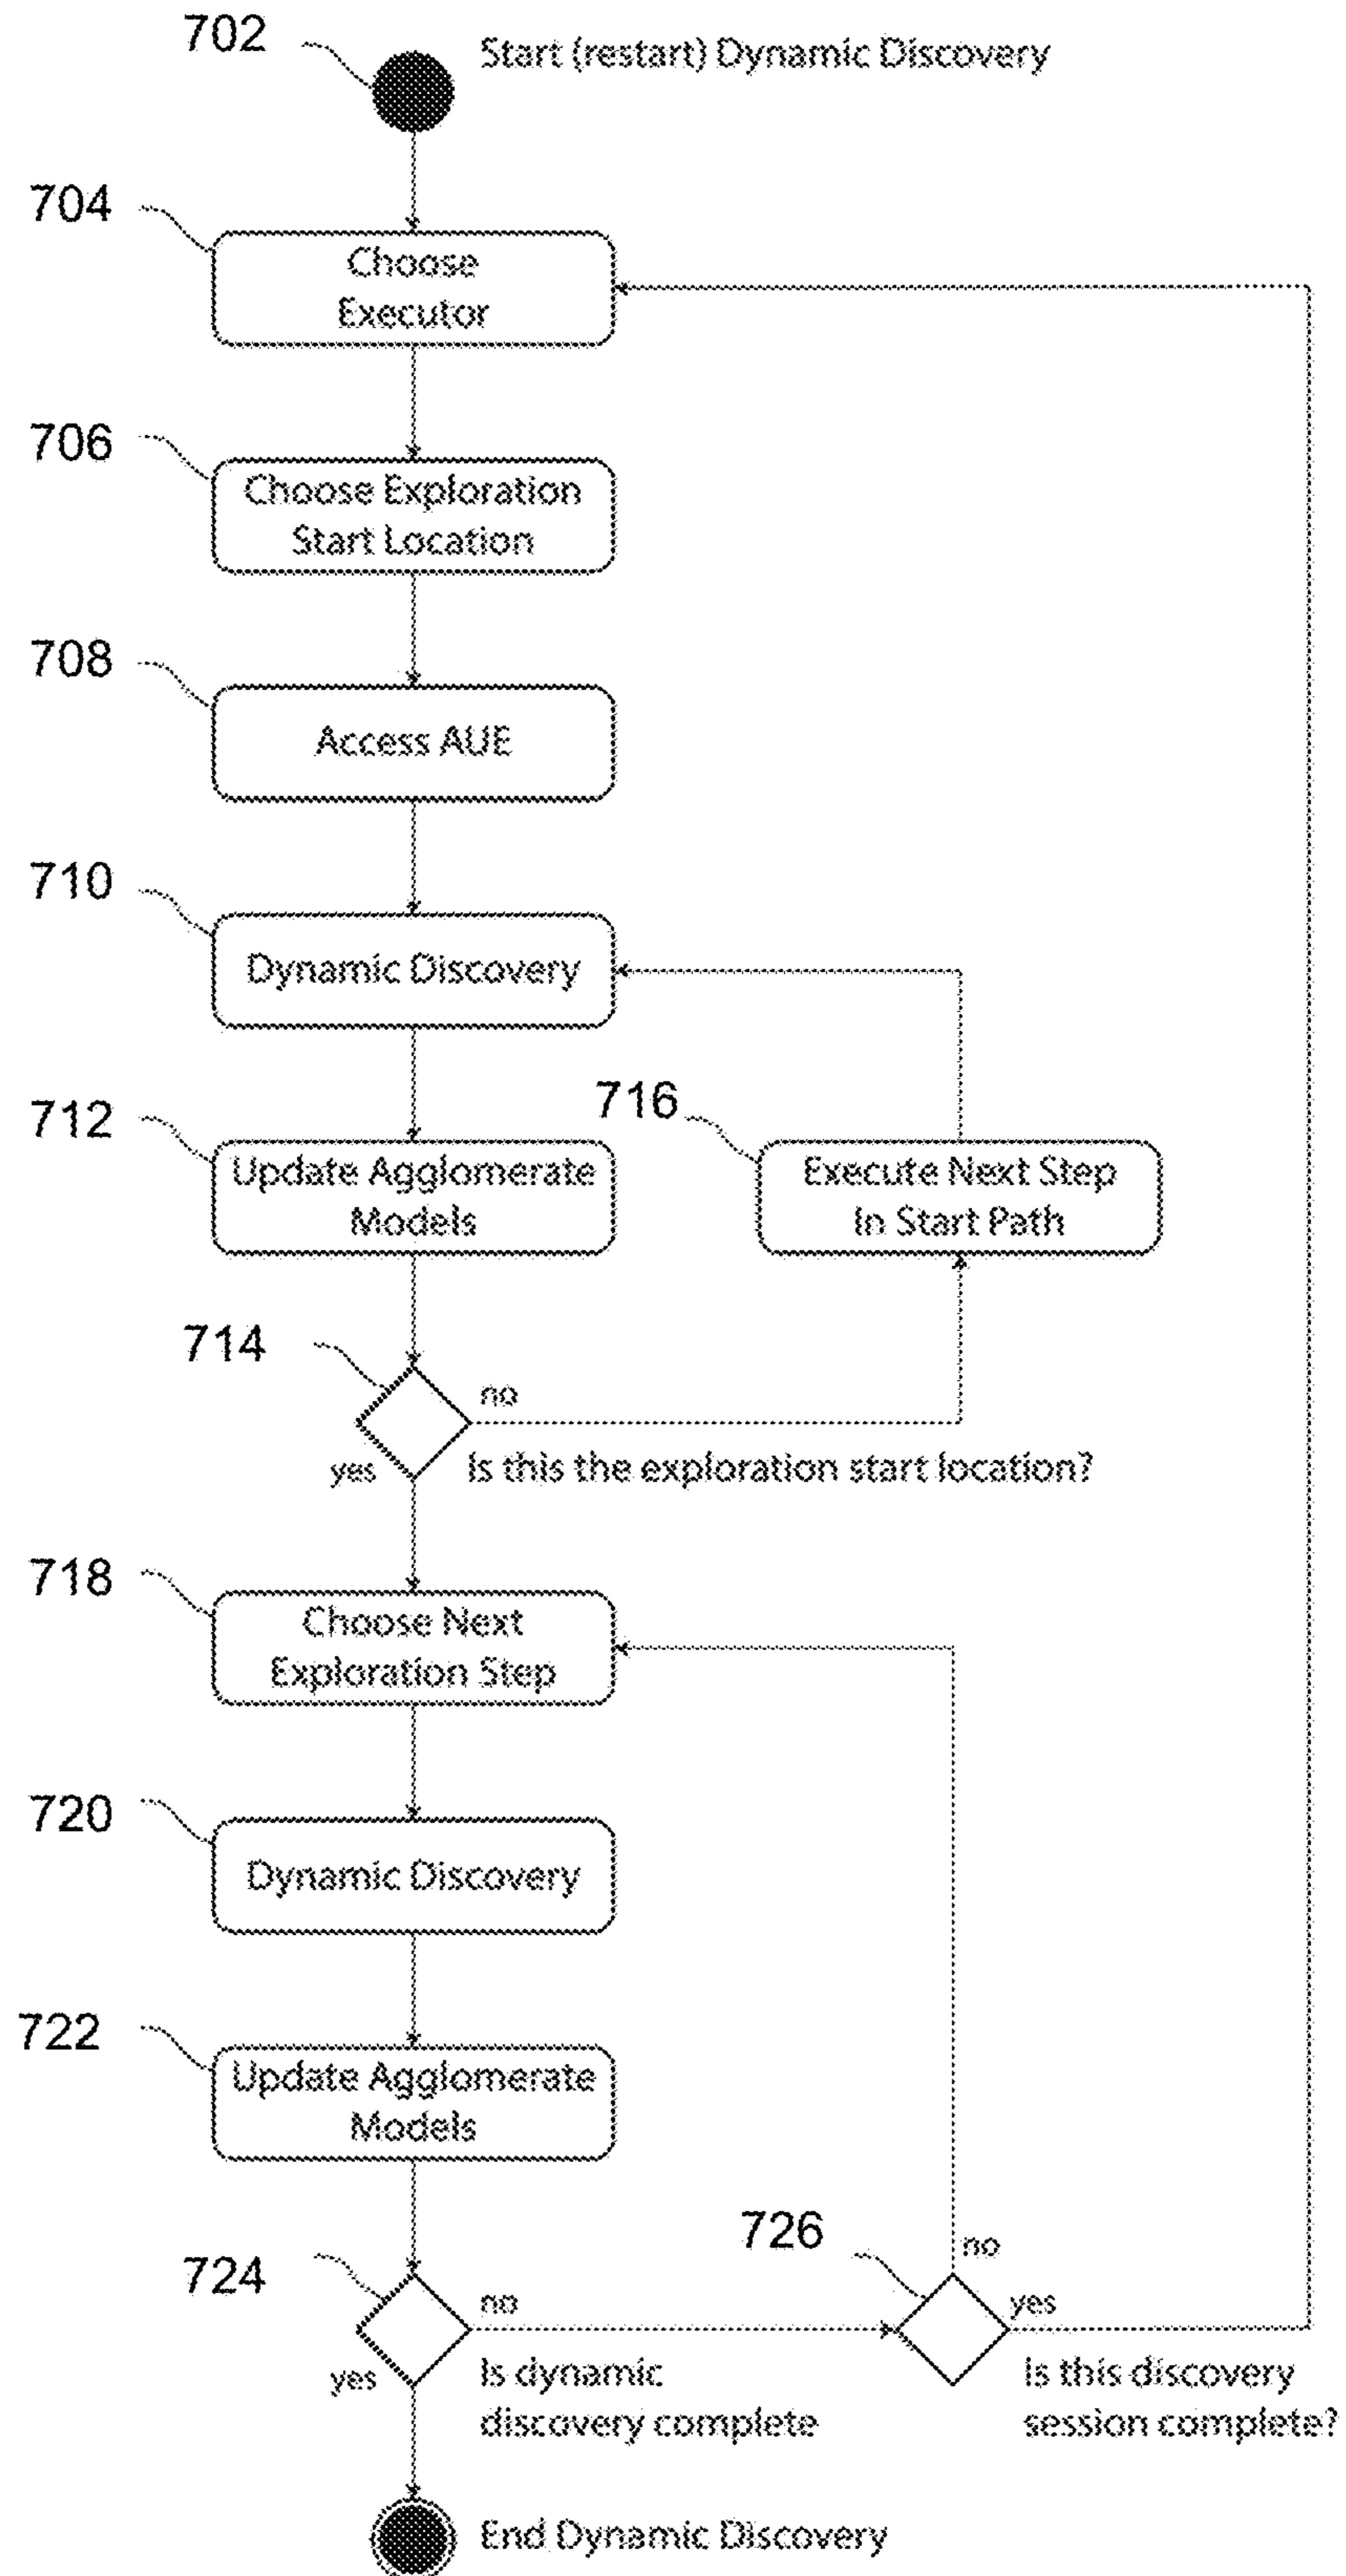 702
Start (restart) Dynamic Discovery
704
Choose
Executor
706
Choose Exploration
Start Location
708
Access AUE
710
Dynamic Discovery
712
Update Agglomerate
Models
716
Execute Next Step
In Start Path
714
no
yes
Is this the exploration start location?
718
Choose Next
Exploration Step
720
Dynamic Discovery
722
Update Agglomerate
Models
724
no
yes
Is dynamic
discovery complete
726
no
yes
Is this discovery
session complete?
End Dynamic Discovery